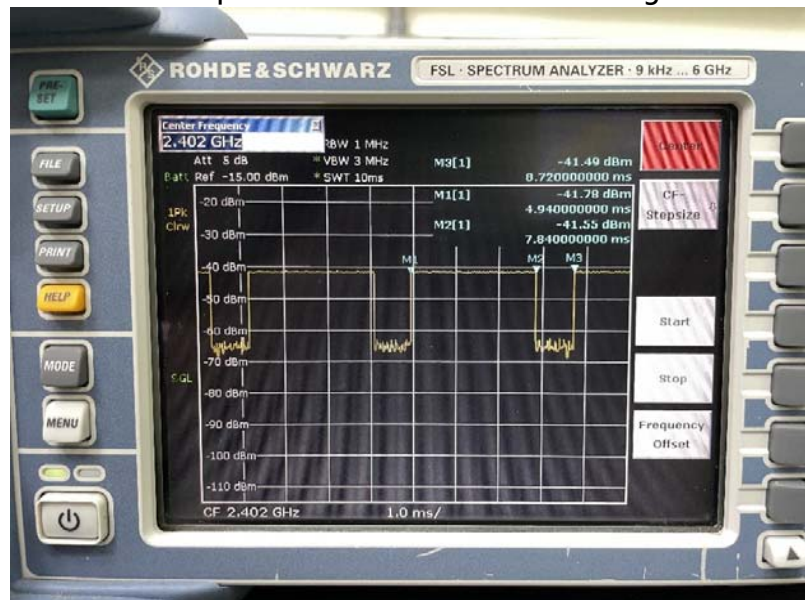 ROHDE&SCHWARZ
FSL · SPECTRUM ANALYZER · 9 kHz ... 6 GHz
PRE-
SET
FILE
SETUP
PRINT
HELP
MODE
MENU
Center Frequency
2.402 GHz
RBW 1 MHz
Att 5 dB
* VBW 3 MHz
Batt Ref -15.00 dBm
* SWT 10ms
M3[1] -41.49 dBm
8.720000000 ms
M1[1] -41.78 dBm
4.940000000 ms
M2[1] -41.55 dBm
7.840000000 ms
1Pk
Clrw
SGL
-20 dBm
-30 dBm
-40 dBm
-50 dBm
-60 dBm
-70 dBm
-80 dBm
-90 dBm
-100 dBm
-110 dBm
M1
M2
M3
CF 2.402 GHz
1.0 ms/
Center
CF-
Stepsize
Start
Stop
Frequency
Offset